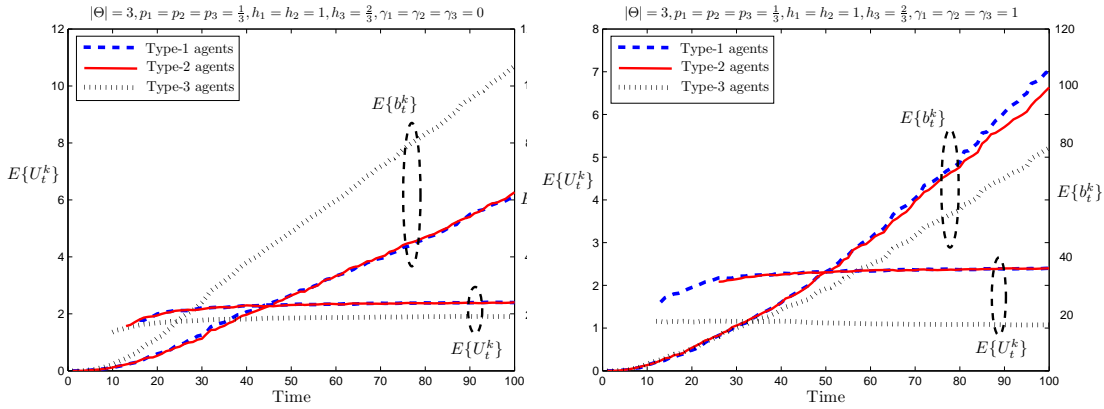 |Θ| = 3, p₁ = p₂ = p₃ = 1/3, h₁ = h₂ = 1, h₃ = 2/3, γ₁ = γ₂ = γ₃ = 0
12
10
8
6
4
2
0
E{U_t^k}
Type-1 agents
Type-2 agents
Type-3 agents
E{b_t^k}
E{U_t^k}
0 10 20 30 40 50 60 70 80 90 100
Time
|Θ| = 3, p₁ = p₂ = p₃ = 1/3, h₁ = h₂ = 1, h₃ = 2/3, γ₁ = γ₂ = γ₃ = 1
8
7
6
5
4
3
2
1
0
E{U_t^k}
Type-1 agents
Type-2 agents
Type-3 agents
E{b_t^k}
E{U_t^k}
120
100
80
60
40
20
E{b_t^k}
0 10 20 30 40 50 60 70 80 90 100
Time